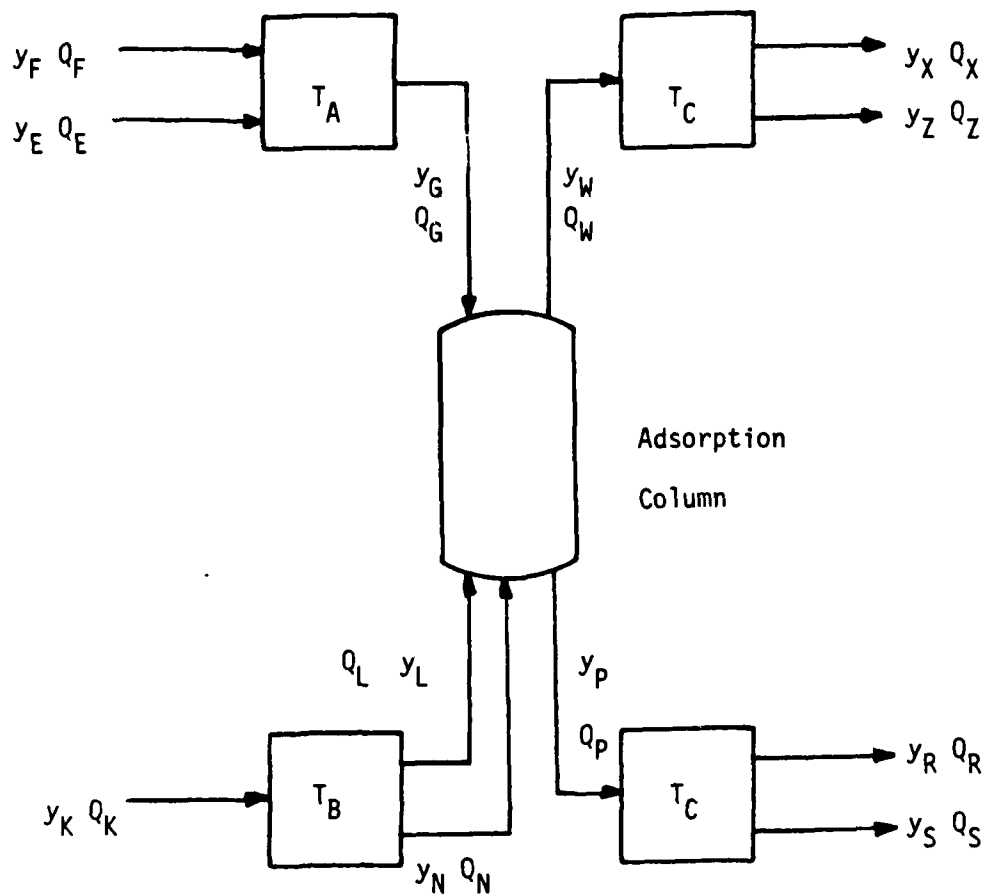 y_F Q_F
y_E Q_E
T_A
y_G
Q_G
y_W
Q_W
T_C
y_X Q_X
y_Z Q_Z
Adsorption
Column
Q_L y_L
y_P
Q_P
y_K Q_K
T_B
y_N Q_N
T_C
y_R Q_R
y_S Q_S